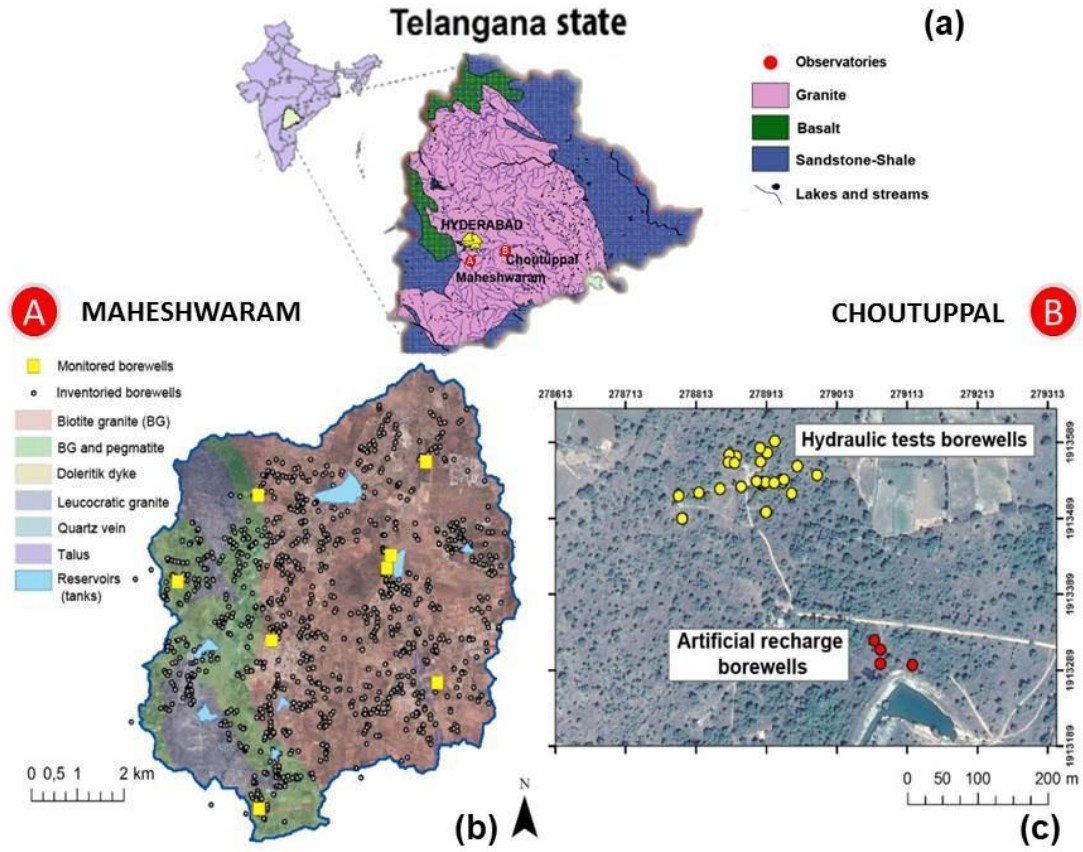 Telangana state
(a)
Observatories
Granite
Basalt
Sandstone-Shale
Lakes and streams
HYDERABAD
B
Choutuppal
A
Maheshwaram
A MAHESHWARAM
CHOUTUPPAL B
Monitored borewells
Inventoried borewells
Biotite granite (BG)
BG and pegmatite
Doleritik dyke
Leucocratic granite
Quartz vein
Talus
Reservoirs
(tanks)
0 0,5 1 2 km
N
(b)
278613 278713 278813 278913 279013 279113 279213 279313
Hydraulic tests borewells
1913589
1913489
1913389
Artificial recharge
borewells
1913289
1913189
0 50 100 200 m
(c)